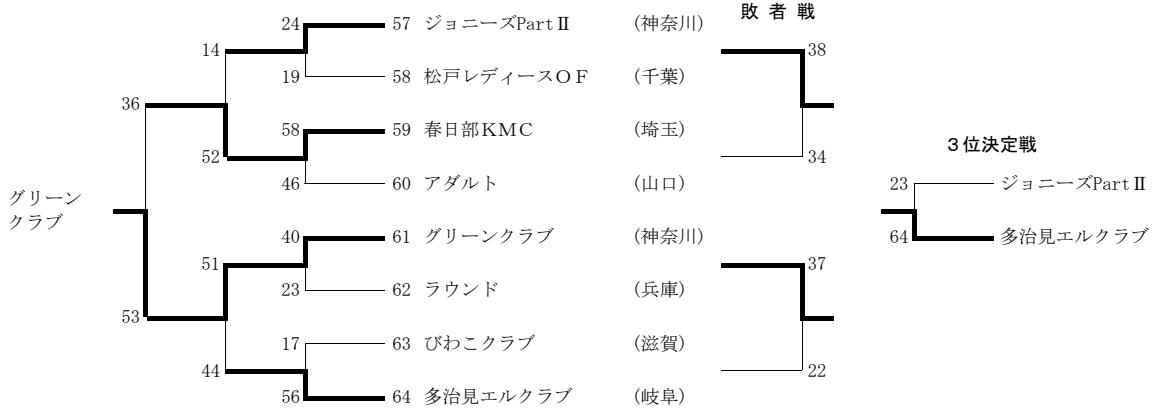 敗 者 戦
24 57 ジョニーズPartⅡ (神奈川)
14 38
19 58 松戸レディースＯＦ (千葉)
36
58 59 春日部KMC (埼玉)
52 34
３位決定戦
46 60 アダルト (山口)
23 ジョニーズPartⅡ
グリーン
クラブ
40 61 グリーンクラブ (神奈川)
64 多治見エルクラブ
51 37
23 62 ラウンド (兵庫)
53
17 63 びわこクラブ (滋賀)
44 22
56 64 多治見エルクラブ (岐阜)